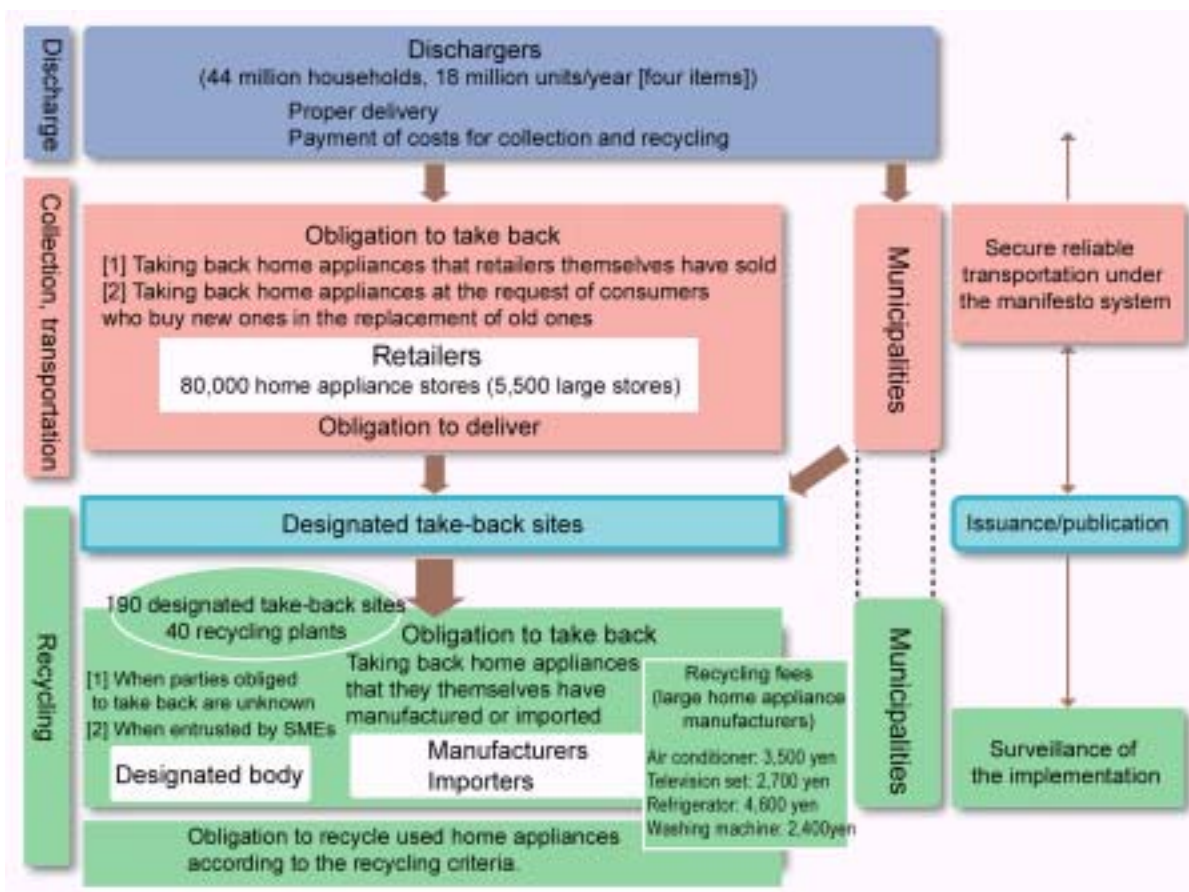 Discharge
Dischargers
(44 million households, 18 million units/year [four items])
Proper delivery
Payment of costs for collection and recycling
Collection, transportation
Obligation to take back
[1] Taking back home appliances that retailers themselves have sold
[2] Taking back home appliances at the request of consumers
who buy new ones in the replacement of old ones
Retailers
80,000 home appliance stores (5,500 large stores)
Obligation to deliver
Municipalities
Secure reliable
transportation under
the manifesto system
Designated take-back sites
Issuance/publication
Recycling
190 designated take-back sites
40 recycling plants
[1] When parties obliged
to take back are unknown
[2] When entrusted by SMEs
Designated body
Obligation to take back
Taking back home appliances
that they themselves have
manufactured or imported
Manufacturers
Importers
Recycling fees
(large home appliance
manufacturers)
Air conditioner: 3,500 yen
Television set: 2,700 yen
Refrigerator: 4,600 yen
Washing machine: 2,400yen
Municipalities
Surveillance of
the implementation
Obligation to recycle used home appliances
according to the recycling criteria.